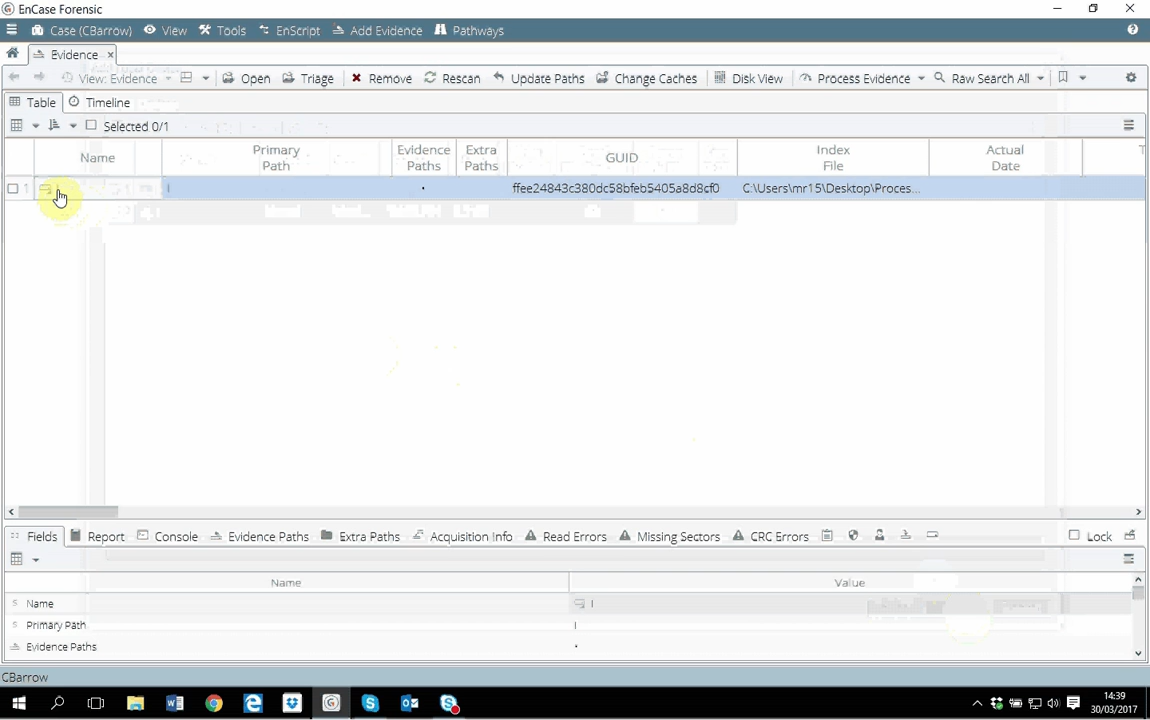 EnCase Forensic
Case (CBarrow) View Tools EnScript Add Evidence Pathways
Evidence
View: Evidence Open Triage Remove Rescan Update Paths Change Caches Disk View Process Evidence Raw Search All
Table Timeline
Selected 0/1
Name Primary Path Evidence Paths Extra Paths GUID Index File Actual Date
1 I I • ffee24843c380dc58bfeb5405a8d8cf0 C:\Users\mr15\Desktop\Proces...
Fields Report Console Evidence Paths Extra Paths Acquisition Info Read Errors Missing Sectors CRC Errors Lock
Name Value
Name I
Primary Path I
Evidence Paths •
CBarrow
14:39
30/03/2017